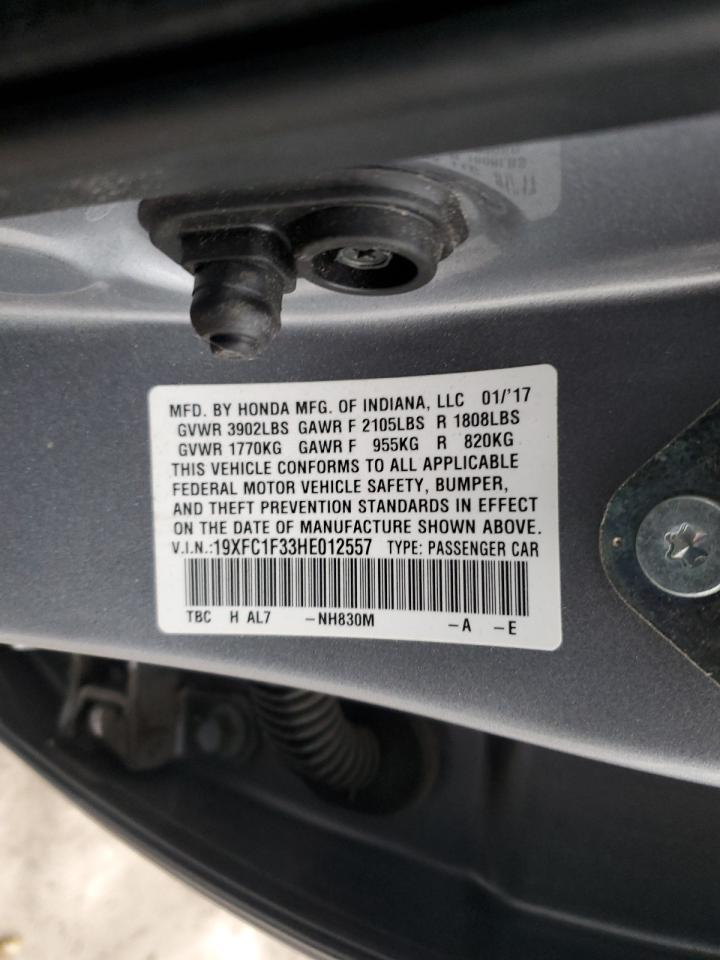 MFD. BY HONDA MFG. OF INDIANA, LLC 01/'17
GVWR 3902LBS GAWR F 2105LBS R 1808LBS
GVWR 1770KG GAWR F 955KG R 820KG
THIS VEHICLE CONFORMS TO ALL APPLICABLE
FEDERAL MOTOR VEHICLE SAFETY, BUMPER,
AND THEFT PREVENTION STANDARDS IN EFFECT
ON THE DATE OF MANUFACTURE SHOWN ABOVE.
V.I.N.:19XFC1F33HE012557 TYPE: PASSENGER CAR
TBC H AL7 -NH830M -A -E